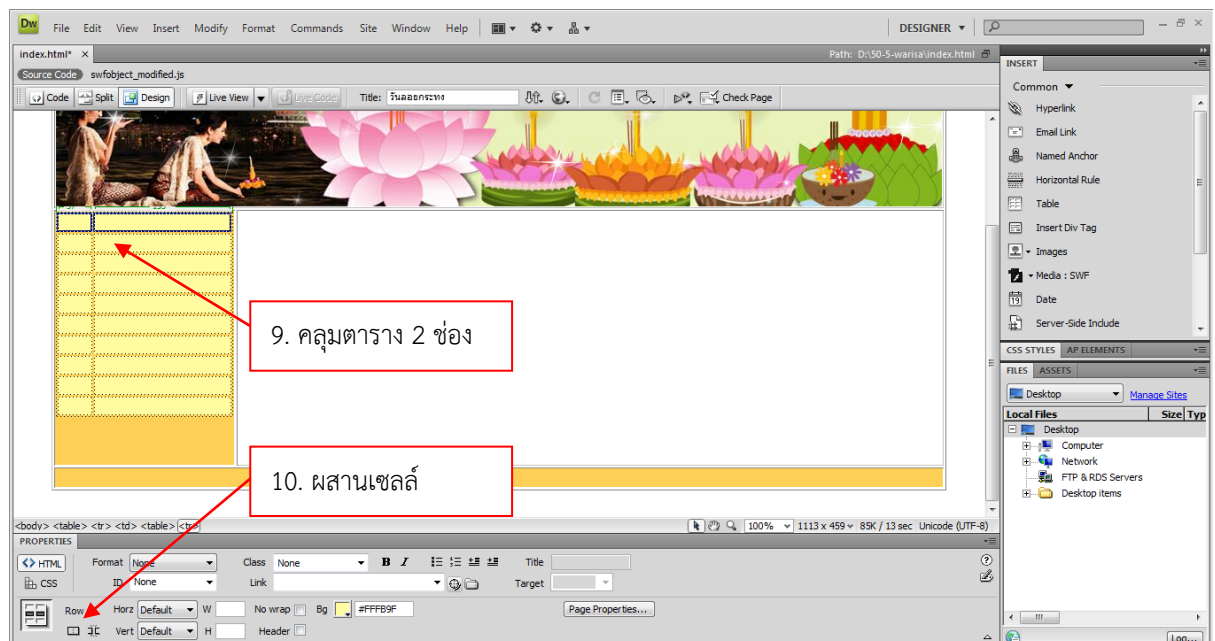 Dw File Edit View Insert Modify Format Commands Site Window Help DESIGNER
index.html* × Path: D:\50-5-warisa\index.html
Source Code swfobject_modified.js
Code Split Design Live View Live Code Title: วันลอยกระทง Check Page
INSERT
Common
Hyperlink
Email Link
Named Anchor
Horizontal Rule
Table
Insert Div Tag
Images
Media : SWF
Date
Server-Side Include
9. คลุมตาราง 2 ช่อง
10. ผสานเซลล์
CSS STYLES AP ELEMENTS
FILES ASSETS
Desktop Manage Sites
Local Files Size Typ
Desktop
Computer
Network
FTP & RDS Servers
Desktop items
<body> <table> <tr> <td> <table> <tr> 100% 1113 x 459 85K / 13 sec Unicode (UTF-8)
PROPERTIES
HTML Format None Class None B I Title
CSS ID None Link Target
Row Horz Default W No wrap Bg #FFFB9F Page Properties...
Vert Default H Header
Log...